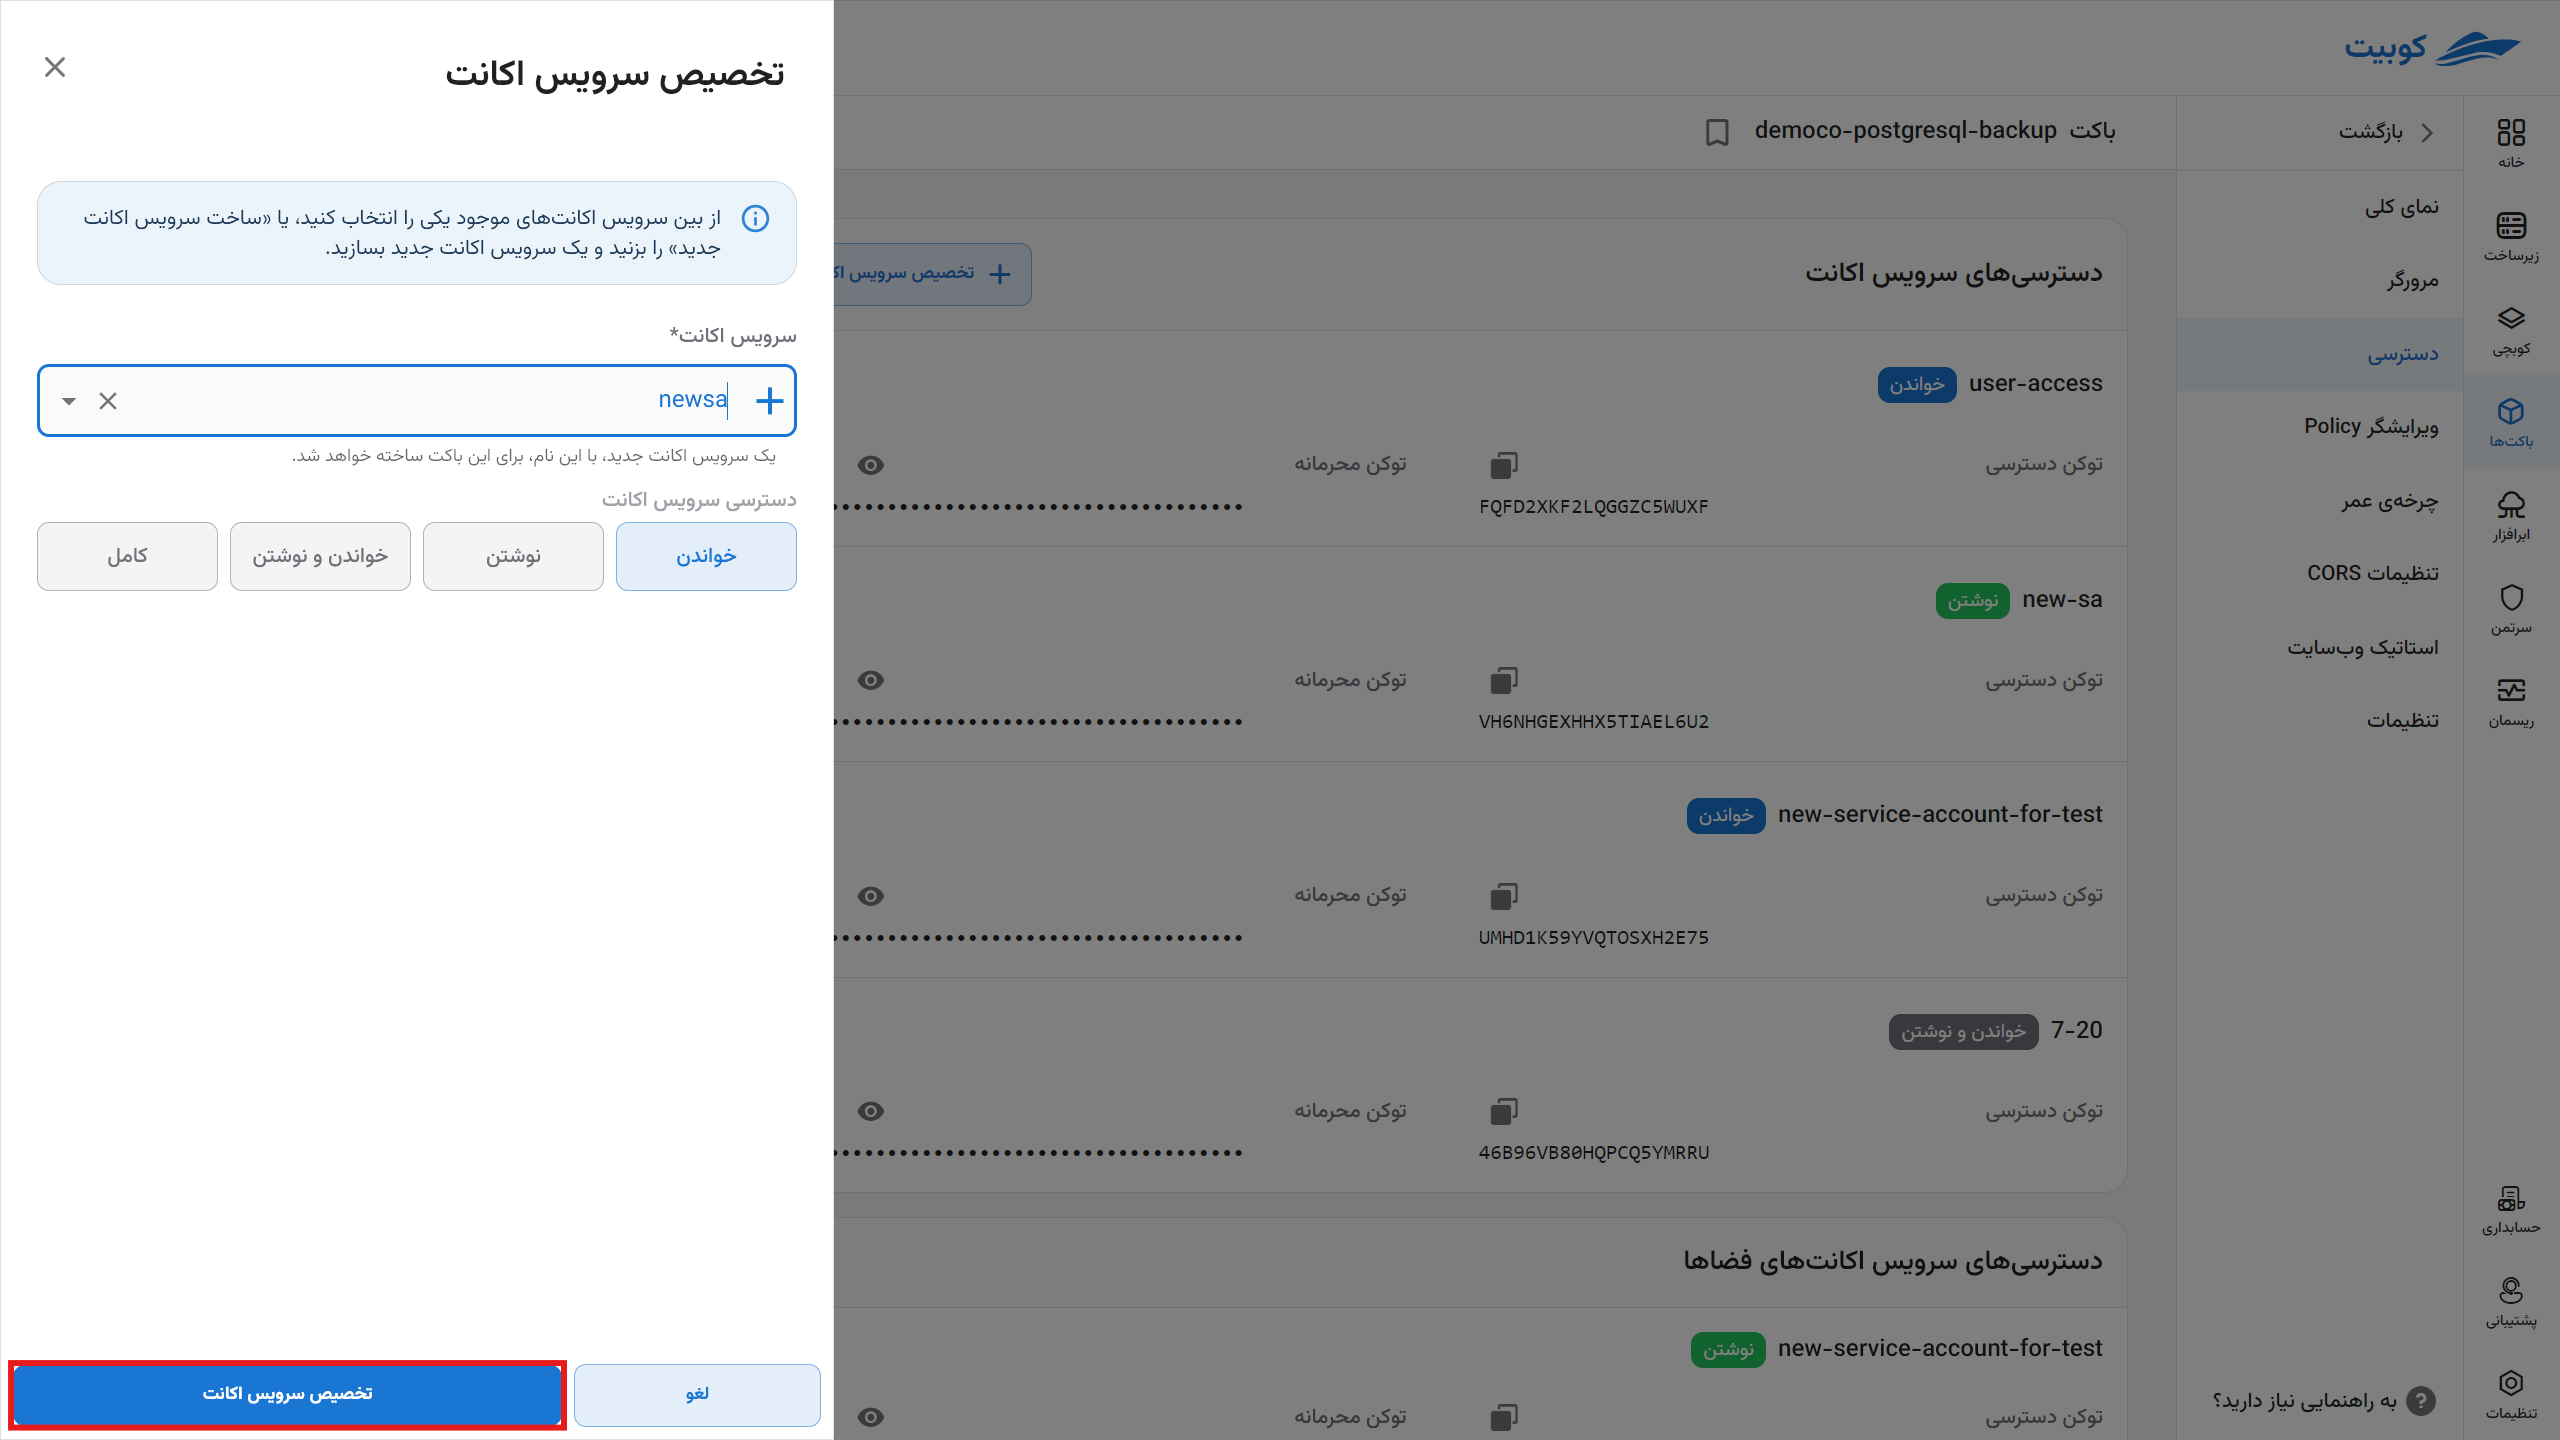 کوبیت
خانه
زیرساخت
کوبچی
باکت‌ها
ابرافزار
سرتمن
ریسمان
حسابداری
پشتیبانی
تنظیمات
بازگشت
نمای کلی
مرورگر
دسترسی
ویرایشگر Policy
چرخه‌ی عمر
تنظیمات CORS
استاتیک وب‌سایت
تنظیمات
به راهنمایی نیاز دارید؟
باکت democo-postgresql-backup
دسترسی‌های سرویس اکانت
تخصیص سرویس اک
user-access خواندن
توکن دسترسی
FQFD2XKF2LQGGZC5WUXF
توکن محرمانه
new-sa نوشتن
توکن دسترسی
VH6NHGEXHHX5TIAEL6U2
توکن محرمانه
new-service-account-for-test خواندن
توکن دسترسی
UMHD1K59YVQTOSXH2E75
توکن محرمانه
7-20 خواندن و نوشتن
توکن دسترسی
46B96VB80HQPCQ5YMRRU
توکن محرمانه
دسترسی‌های سرویس اکانت‌های فضاها
new-service-account-for-test نوشتن
توکن دسترسی
توکن محرمانه
تخصیص سرویس اکانت
از بین سرویس اکانت‌های موجود یکی را انتخاب کنید، یا «ساخت سرویس اکانت
جدید» را بزنید و یک سرویس اکانت جدید بسازید.
سرویس اکانت*
newsa
یک سرویس اکانت جدید، با این نام، برای این باکت ساخته خواهد شد.
دسترسی سرویس اکانت
خواندن
نوشتن
خواندن و نوشتن
کامل
لغو
تخصیص سرویس اکانت